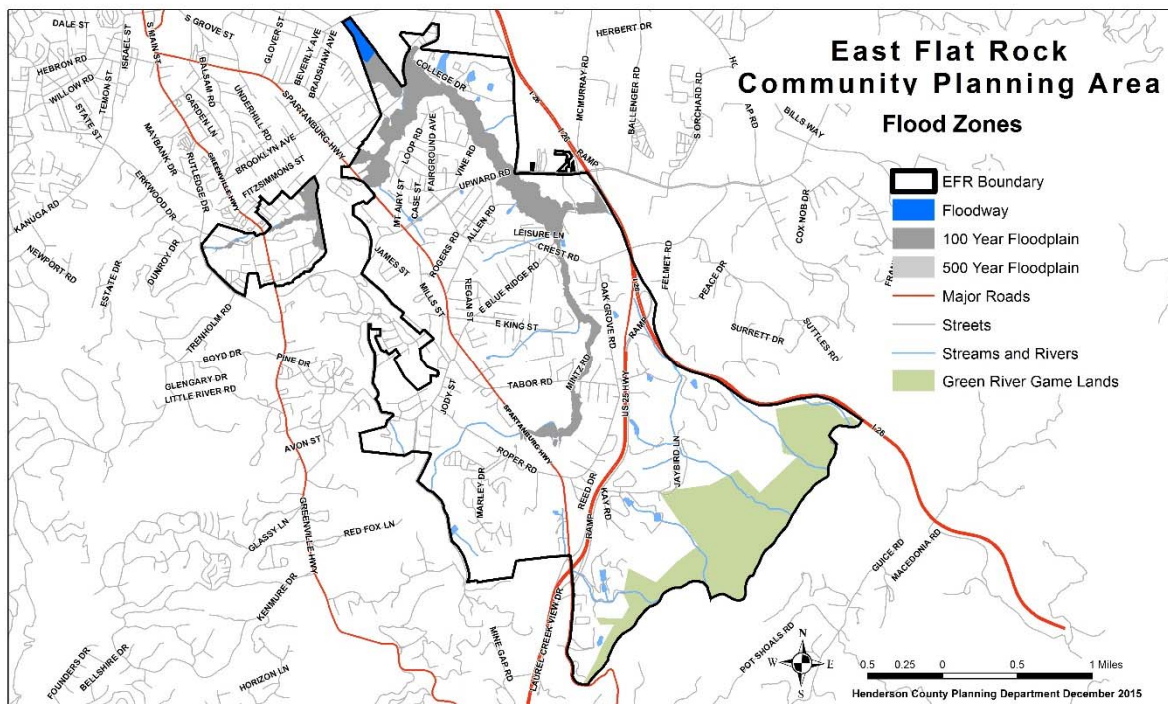 East Flat Rock
Community Planning Area
Flood Zones
EFR Boundary
Floodway
100 Year Floodplain
500 Year Floodplain
Major Roads
Streets
Streams and Rivers
Green River Game Lands
DALE ST
S GROVE ST
S MAIN ST
ISRAEL ST
GLOVER ST
BEVERLY AVE
BRADSHAW AVE
HEBRON RD
WILLOW RD
TEMON ST
STATE ST
BALSAM RD
GARDEN LN
UNDERHILL RD
SPARTANBURG HWY
BROOKLYN AVE
MAYBANK DR
RUTLEDGE DR
GREENVILLE HWY
FITZSIMMONS ST
ERKWOOD DR
KANUGA RD
NEWPORT RD
ESTATE DR
DUNROY DR
TRENHOLM RD
COLLEGE DR
I-26
HERBERT DR
MCMURRAY RD
BALLENGER RD
S ORCHARD RD
BILLS WAY
I-26
RAMP
LOOP RD
FAIRGROUND AVE
VINE RD
UPWARD RD
MT AIRY ST
CASE ST
ALLEN RD
ROGERS RD
LEISURE LN
CREST RD
JAMES ST
MILLS ST
REGAN ST
E BLUE RIDGE RD
OAK GROVE RD
I-26
RAMP
FELMET RD
PEACE DR
COX NOB DR
SURRETT DR
SUTTLES RD
E KING ST
MINTZ RD
US 25 HWY
TABOR RD
BOYD DR
PINE DR
GLENGARY DR
LITTLE RIVER RD
JODY ST
SPARTANBURG HWY
AVON ST
ROPER RD
JAYBIRD LN
I-26
MARLEY DR
REED DR
KAY RD
RAMP
GREENVILLE HWY
GLASSY LN
RED FOX LN
KENMURE DR
GUICE RD
MACEDONIA RD
FOUNDERS DR
BELLSHIRE DR
HORIZON LN
MINE GAP RD
LAUREL CREEK VIEW DR
POT SHOALS RD
N
W
E
S
0.5 0.25 0 0.5 1 Miles
Henderson County Planning Department December 2015